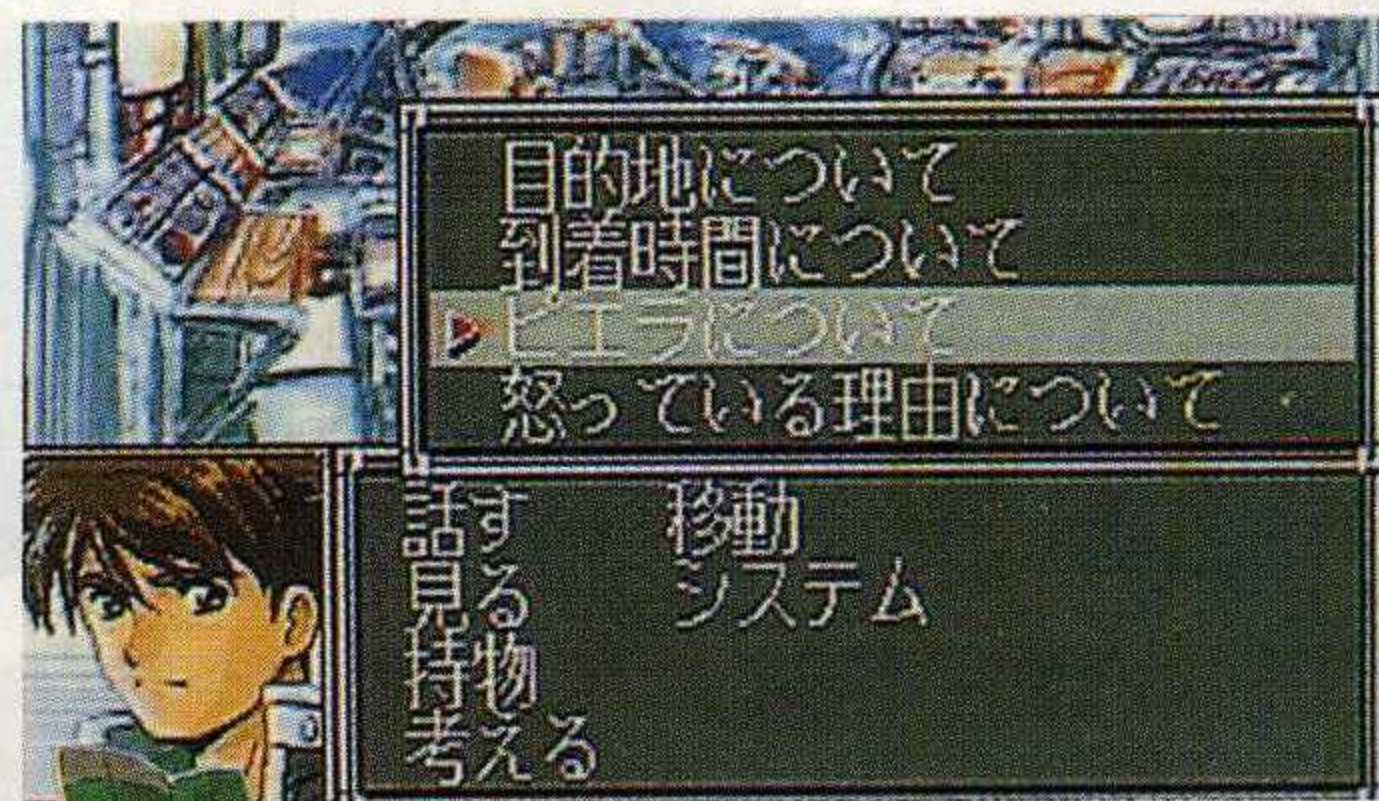 目的地について
到着時間について
ピエラについて
怒っている理由について
話す 移動
見る システム
持物
考える